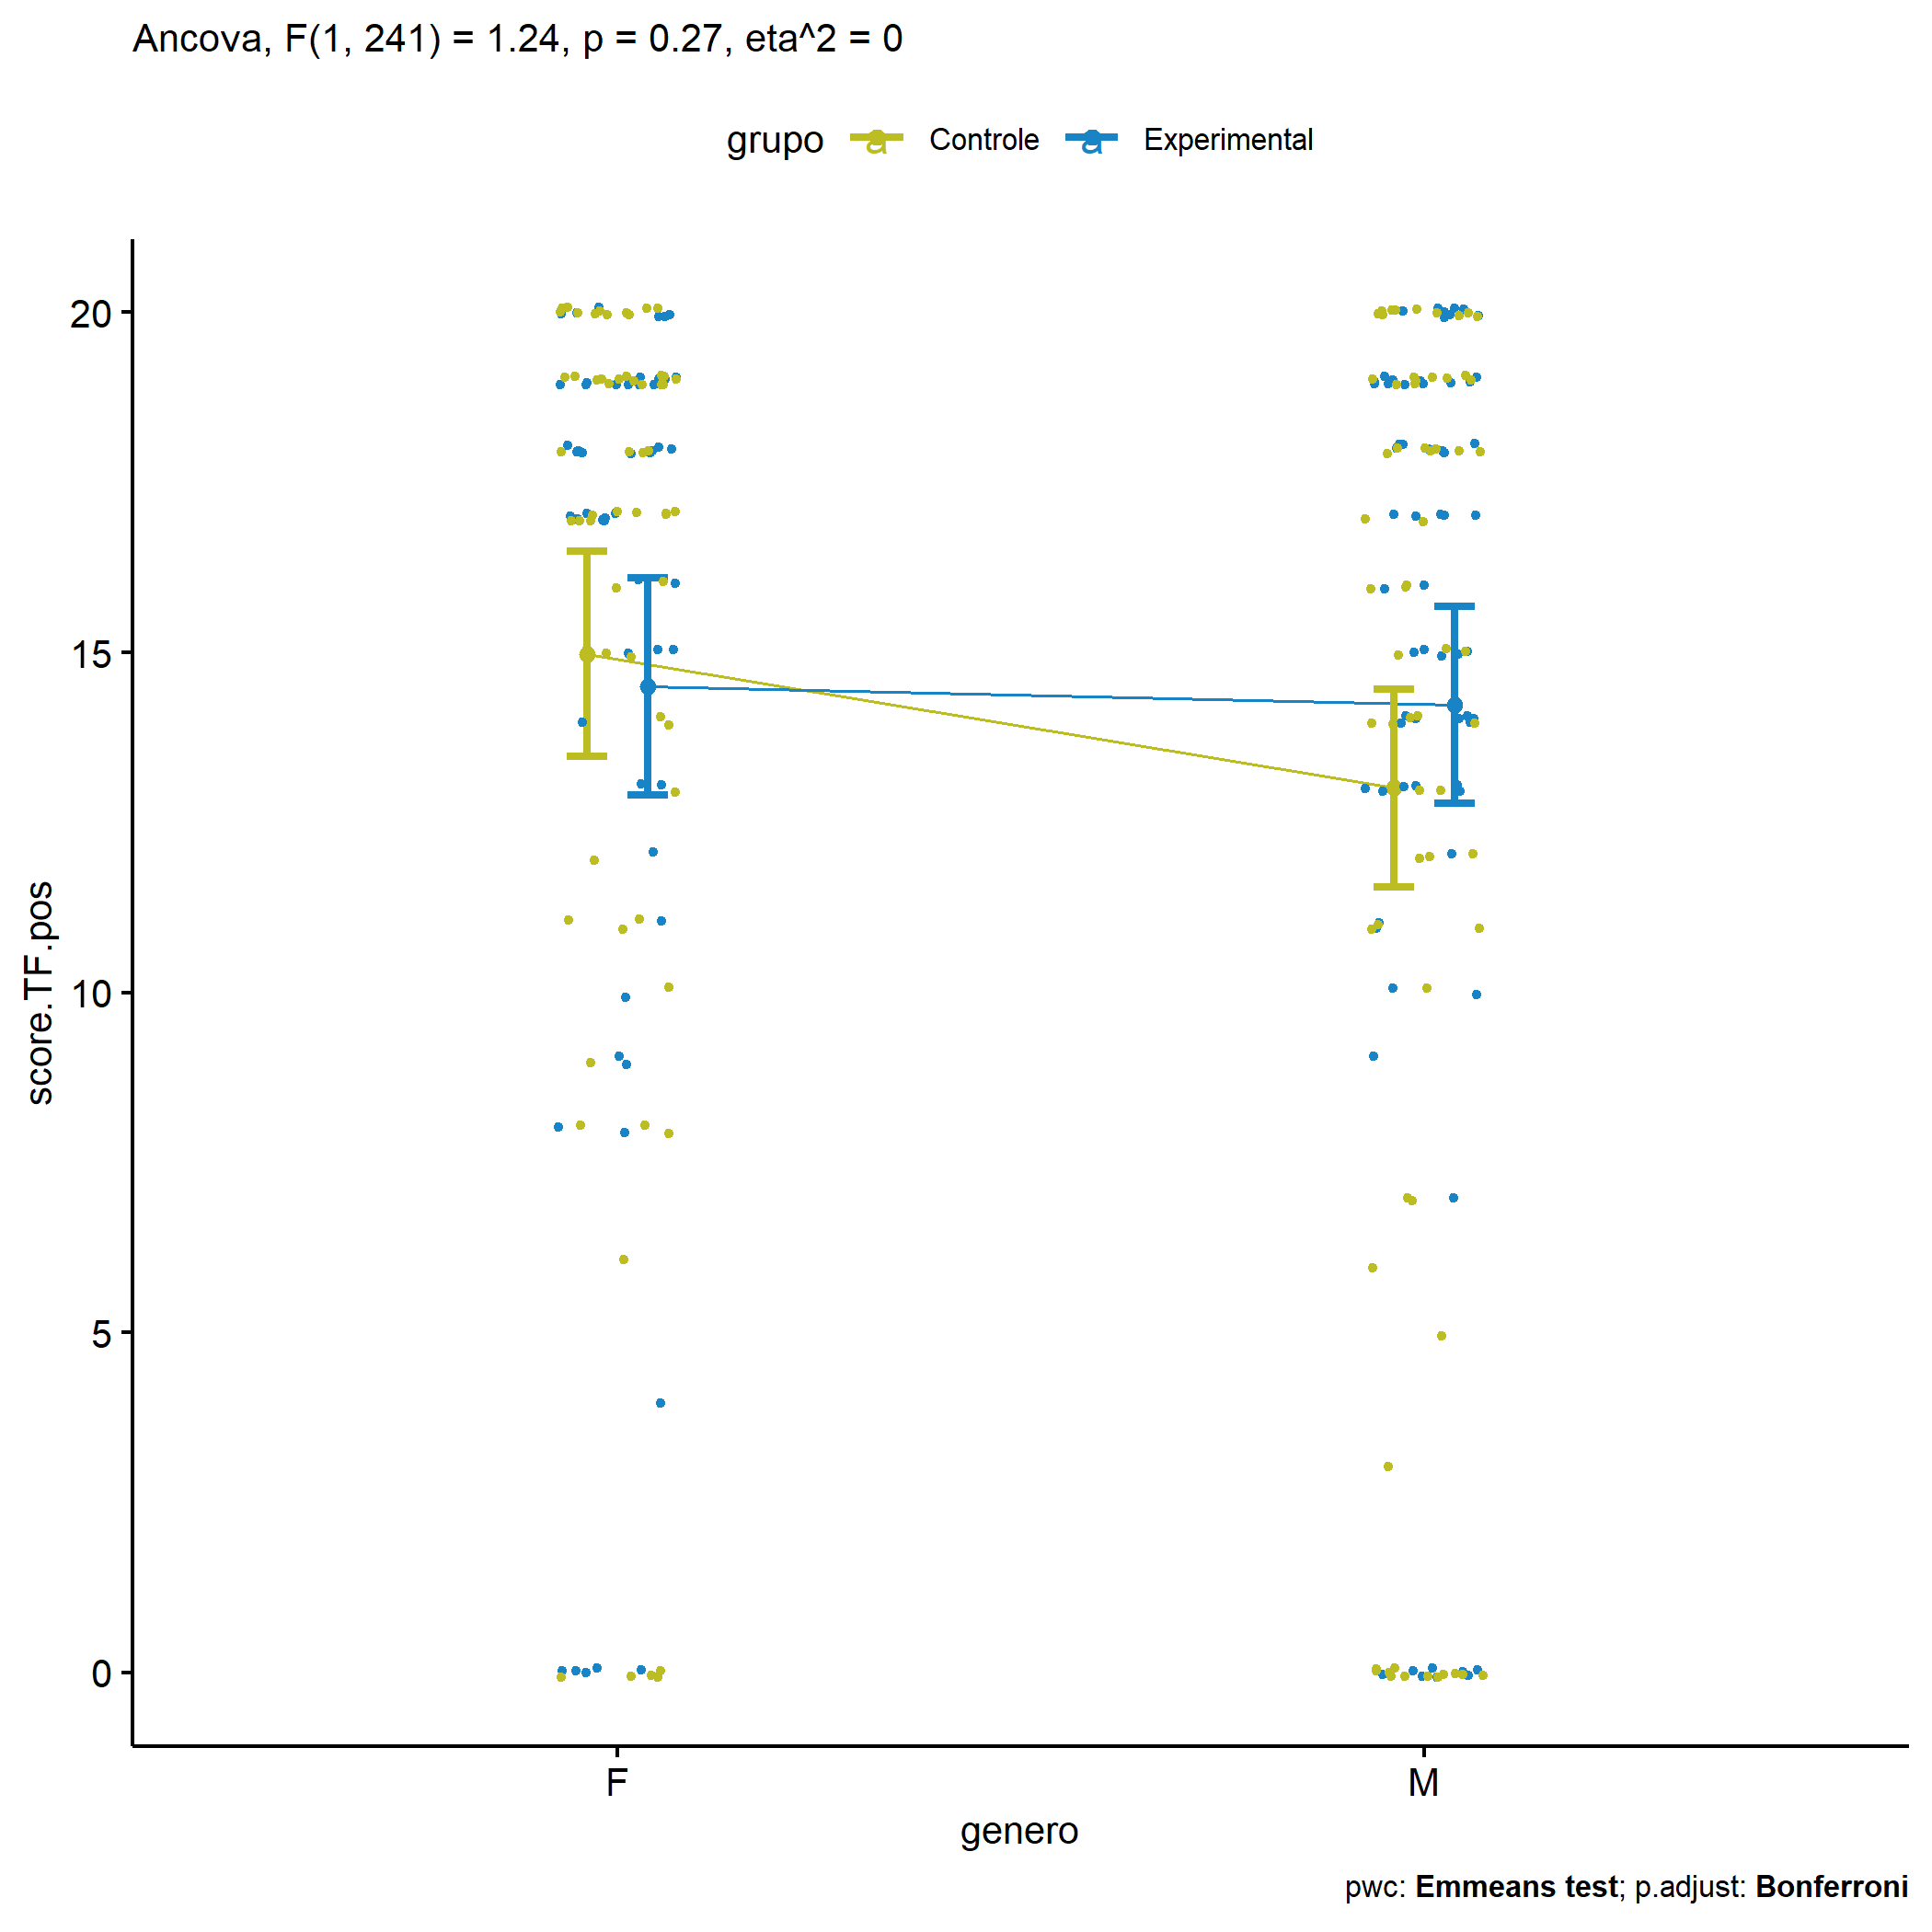 Ancova, F(1, 241) = 1.24, p = 0.27, eta^2 = 0
grupo a Controle a Experimental
20
15
10
5
0
score.TF.pos
F M
genero
pwc: Emmeans test; p.adjust: Bonferroni